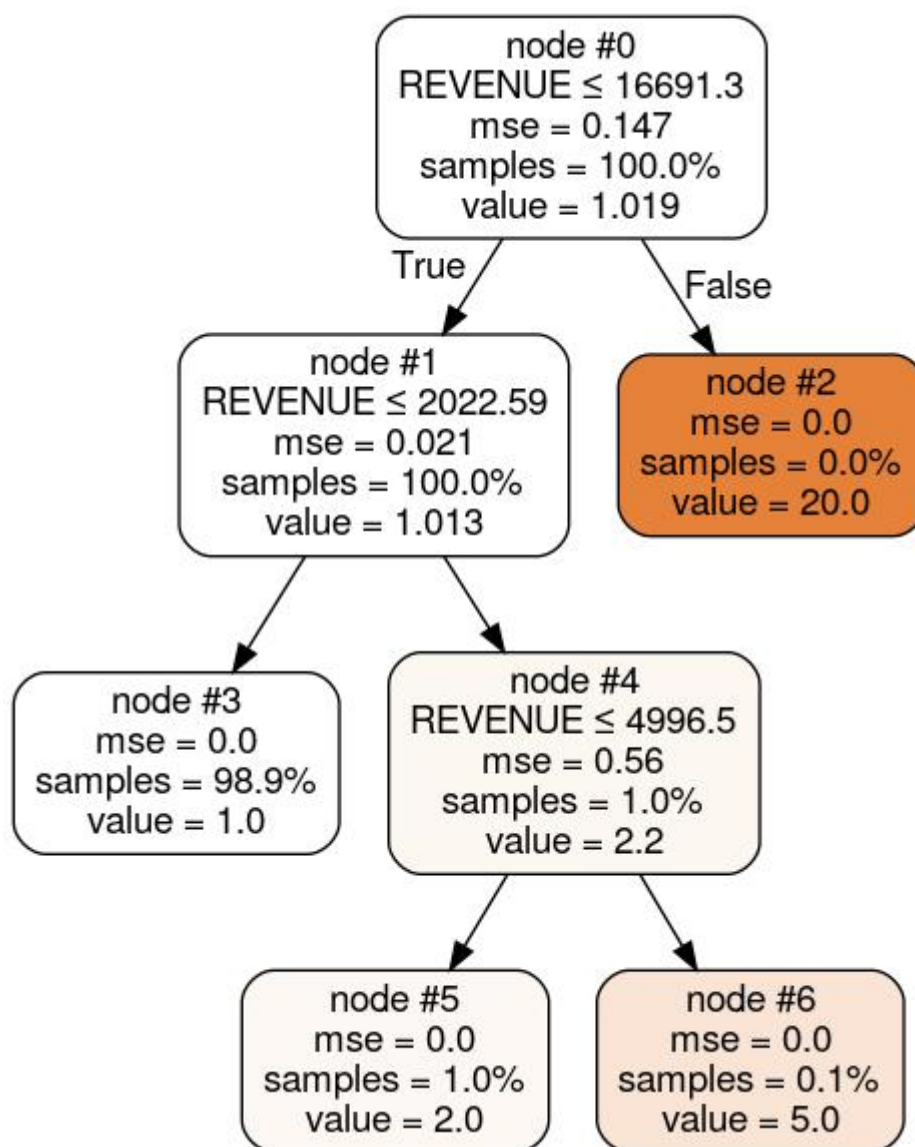 node #0
REVENUE ≤ 16691.3
mse = 0.147
samples = 100.0%
value = 1.019
True
False
node #1
REVENUE ≤ 2022.59
mse = 0.021
samples = 100.0%
value = 1.013
node #2
mse = 0.0
samples = 0.0%
value = 20.0
node #3
mse = 0.0
samples = 98.9%
value = 1.0
node #4
REVENUE ≤ 4996.5
mse = 0.56
samples = 1.0%
value = 2.2
node #5
mse = 0.0
samples = 1.0%
value = 2.0
node #6
mse = 0.0
samples = 0.1%
value = 5.0